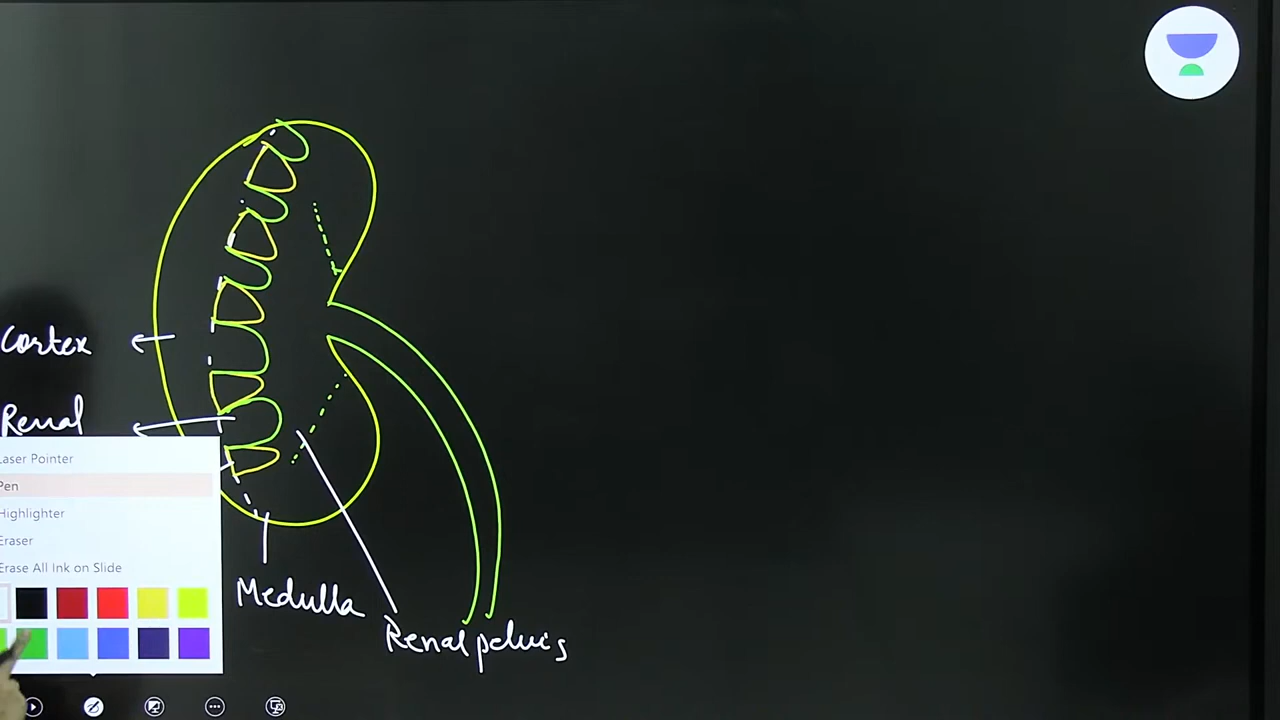 Cortex
Renal
Laser Pointer
Pen
Highlighter
Eraser
Erase All Ink on Slide
Medulla
Renal pelvis